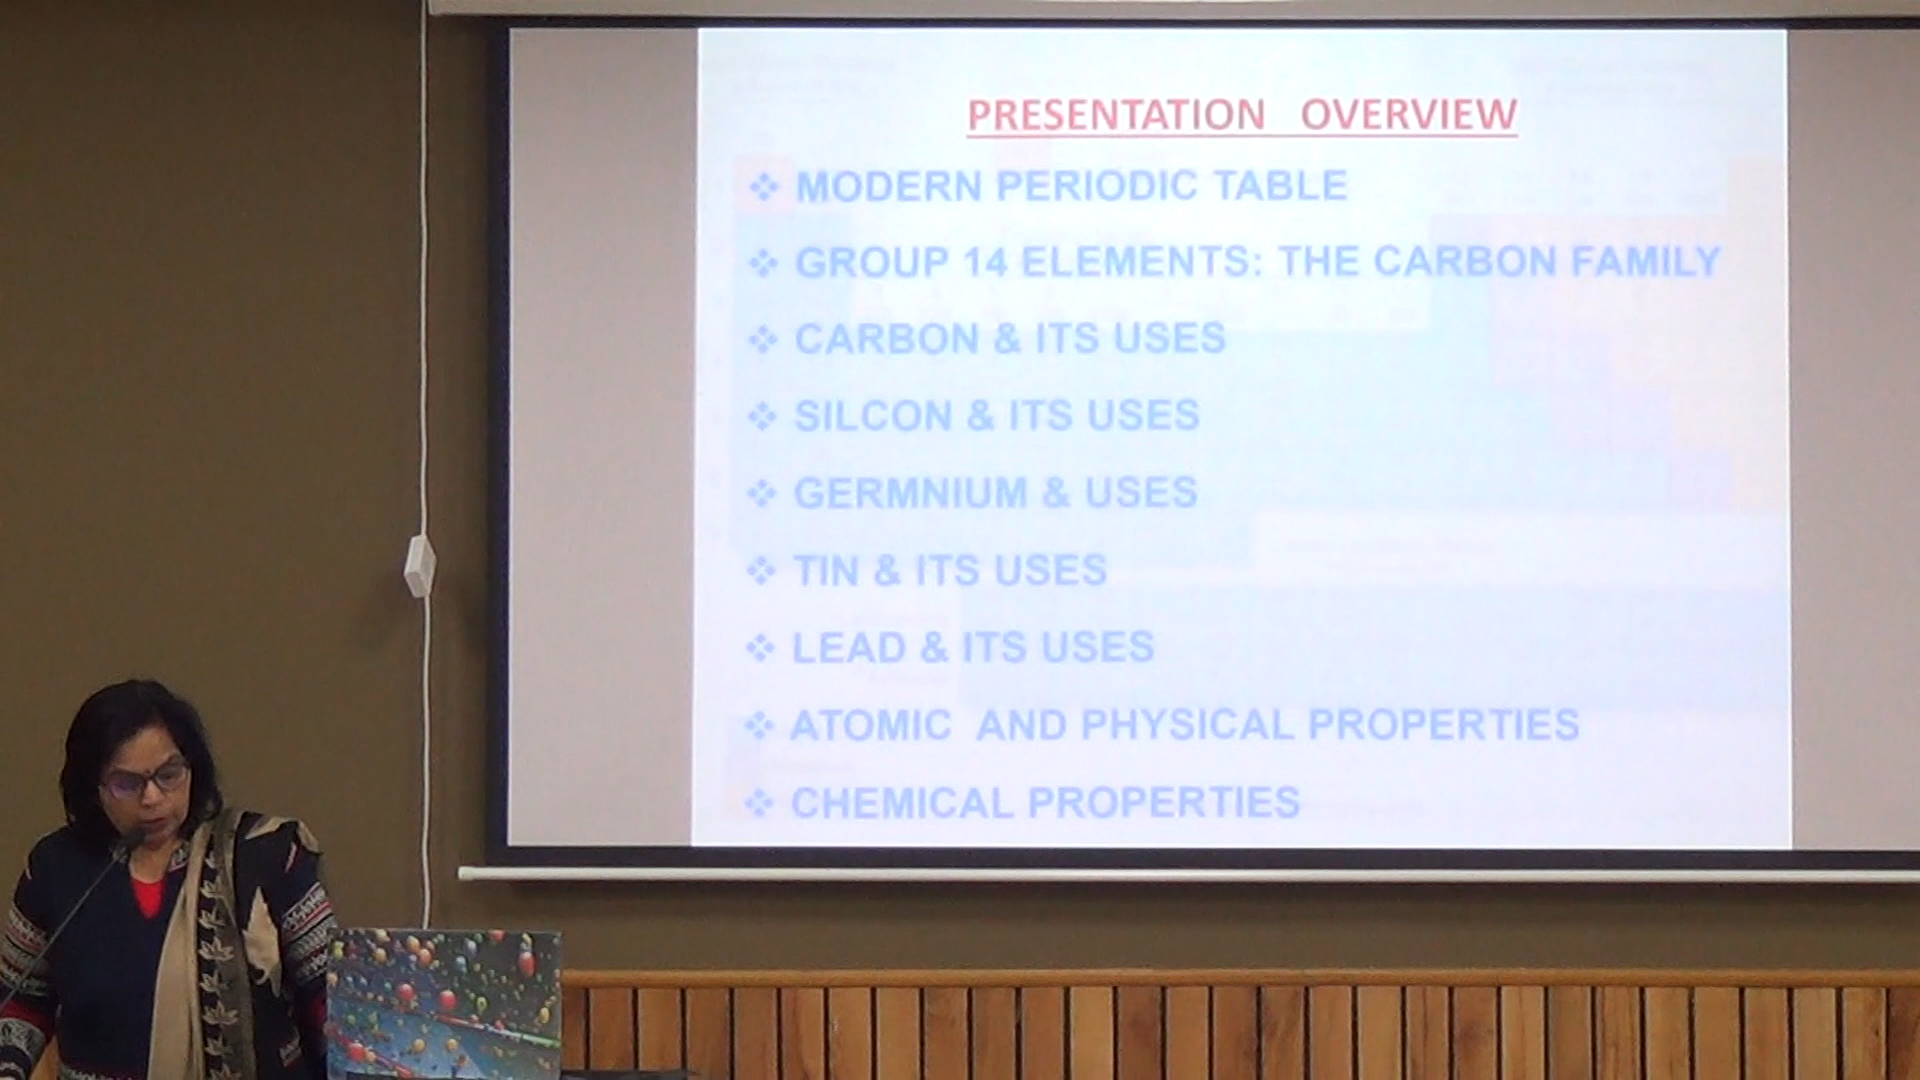 PRESENTATION OVERVIEW
❖ MODERN PERIODIC TABLE
❖ GROUP 14 ELEMENTS: THE CARBON FAMILY
❖ CARBON & ITS USES
❖ SILCON & ITS USES
❖ GERMNIUM & USES
❖ TIN & ITS USES
❖ LEAD & ITS USES
❖ ATOMIC AND PHYSICAL PROPERTIES
❖ CHEMICAL PROPERTIES